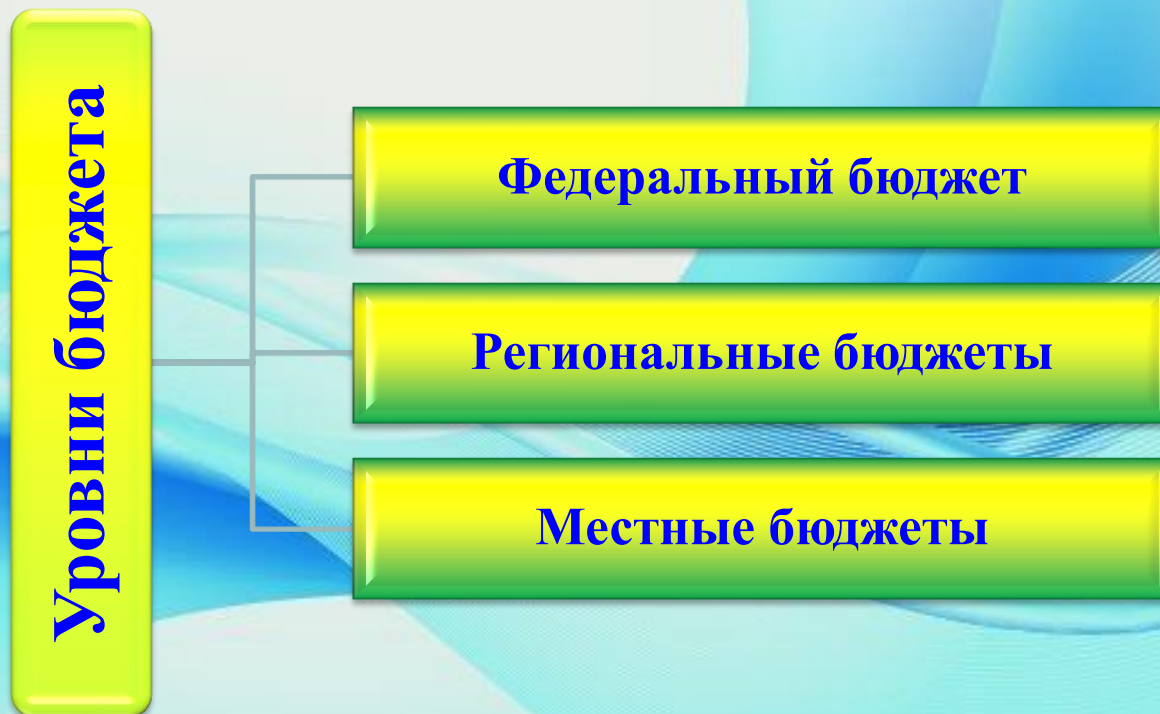 Уровни бюджета
Федеральный бюджет
Региональные бюджеты
Местные бюджеты